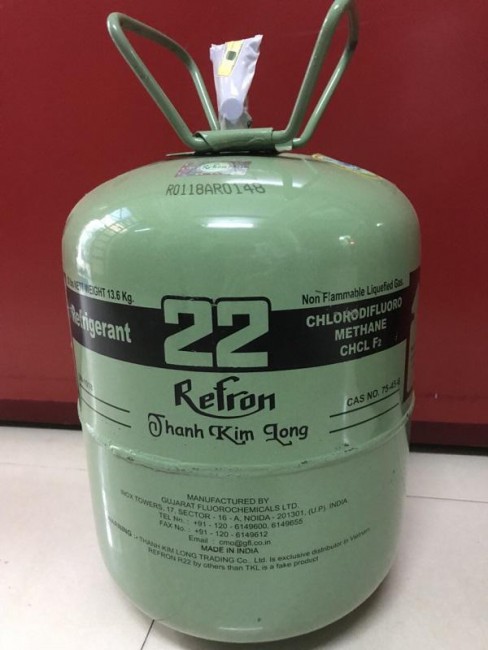 Refron
R0118AR0148
NET WEIGHT 13.6 Kg.
Refrigerant
22
Non Flammable Liquefied Gas
CHLORODIFLUORO
METHANE
CHCL F2
Refron
CAS NO. 75-45-6
Thanh Kim Long
MANUFACTURED BY
GUJARAT FLUOROCHEMICALS LTD.
INOX TOWERS, 17, SECTOR - 16 - A, NOIDA - 201301, (U.P). INDIA
TEL No. : +91 - 120 - 6149600, 6149655
FAX No. : +91 - 120 - 6149612
Email : cmo@gfl.co.in
MADE IN INDIA
WARNING :- THANH KIM LONG TRADING Co., Ltd. is exclusive distributor in Vietnam
REFRON R22 by others than TKL is a fake product